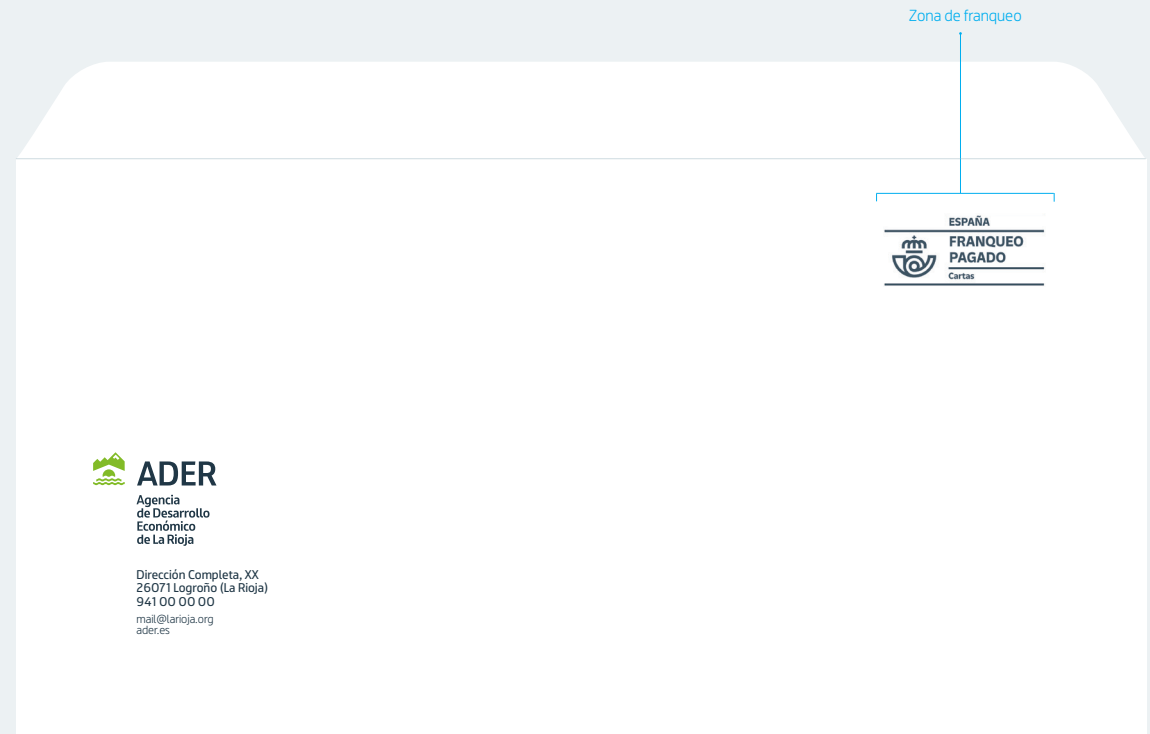 Zona de franqueo
ESPAÑA
FRANQUEO
PAGADO
Cartas
ADER
Agencia
de Desarrollo
Económico
de La Rioja
Dirección Completa, XX
26071 Logroño (La Rioja)
941 00 00 00
mail@larioja.org
ader.es